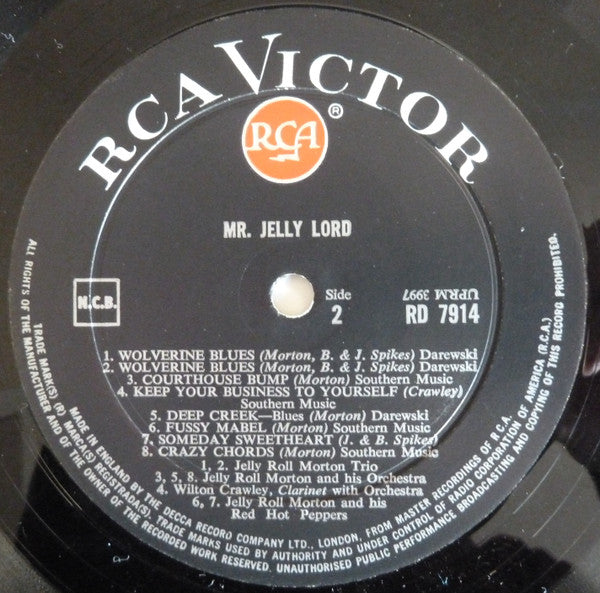 RCA VICTOR
RCA
®
MR. JELLY LORD
N.C.B.
Side
2
UPRM 3997
RD 7914
1. WOLVERINE BLUES (Morton, B. & J. Spikes) Darewski
2. WOLVERINE BLUES (Morton, B. & J. Spikes) Darewski
3. COURTHOUSE BUMP (Morton) Southern Music
4. KEEP YOUR BUSINESS TO YOURSELF (Crawley)
Southern Music
5. DEEP CREEK—Blues (Morton) Darewski
6. FUSSY MABEL (Morton) Southern Music
7. SOMEDAY SWEETHEART (J. & B. Spikes)
8. CRAZY CHORDS (Morton) Southern Music
1, 2. Jelly Roll Morton Trio
3, 5, 8. Jelly Roll Morton and his Orchestra
4. Wilton Crawley, Clarinet with Orchestra
6, 7. Jelly Roll Morton and his
Red Hot Peppers
MADE IN ENGLAND BY THE DECCA RECORD COMPANY LTD., LONDON, FROM MASTER RECORDINGS OF R.C.A.
TRADE MARK(S) (R) MARCA(S) REGISTRADA(S). TRADE MARKS USED BY AUTHORITY AND UNDER CONTROL OF RADIO CORPORATION OF AMERICA (R.C.A.)
ALL RIGHTS OF THE MANUFACTURER AND OF THE OWNER OF THE RECORDED WORK RESERVED. UNAUTHORISED PUBLIC PERFORMANCE BROADCASTING AND COPYING OF THIS RECORD PROHIBITED.